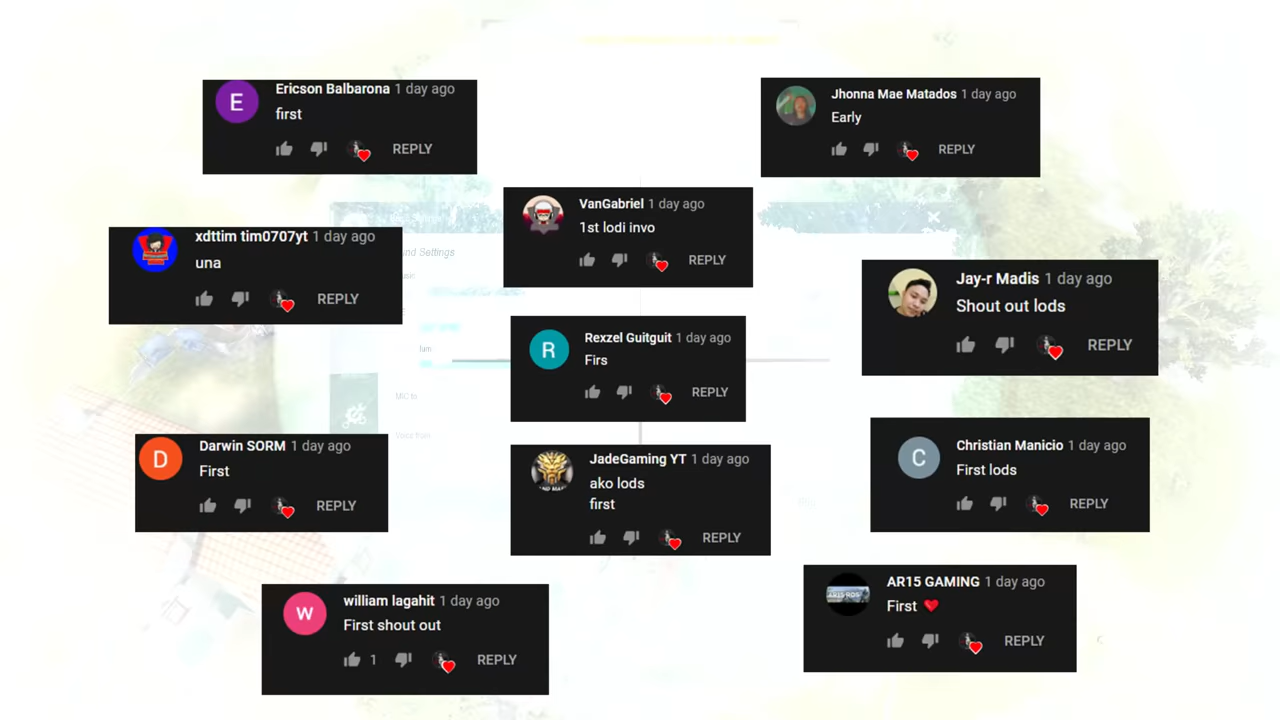 E
Ericson Balbarona 1 day ago
first
REPLY
Jhonna Mae Matados 1 day ago
Early
REPLY
VanGabriel 1 day ago
1st lodi invo
REPLY
xdttim tim0707yt 1 day ago
una
REPLY
Settings
Jay-r Madis 1 day ago
Shout out lods
REPLY
R
Rexzel Guitguit 1 day ago
Firs
REPLY
D
Darwin SORM 1 day ago
First
REPLY
JadeGaming YT 1 day ago
ako lods
first
REPLY
C
Christian Manicio 1 day ago
First lods
REPLY
W
william lagahit 1 day ago
First shout out
1 REPLY
AR15 GAMING 1 day ago
First ❤
REPLY